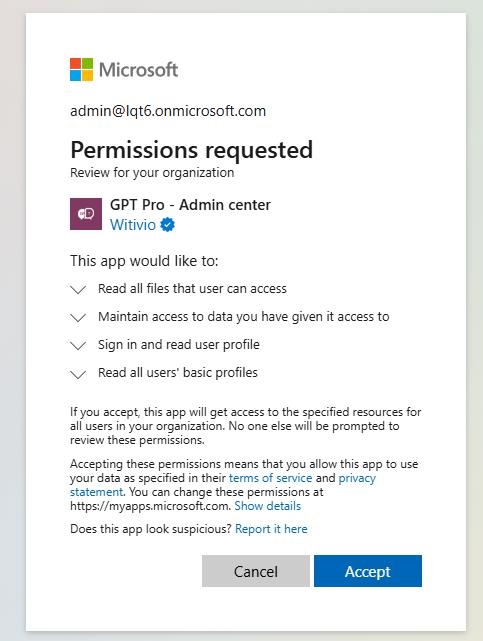 Microsoft
admin@lqt6.onmicrosoft.com
Permissions requested
Review for your organization
GPT Pro - Admin center
Witivio
This app would like to:
Read all files that user can access
Maintain access to data you have given it access to
Sign in and read user profile
Read all users' basic profiles
If you accept, this app will get access to the specified resources for
all users in your organization. No one else will be prompted to
review these permissions.
Accepting these permissions means that you allow this app to use
your data as specified in their terms of service and privacy
statement. You can change these permissions at
https://myapps.microsoft.com. Show details
Does this app look suspicious? Report it here
Cancel
Accept